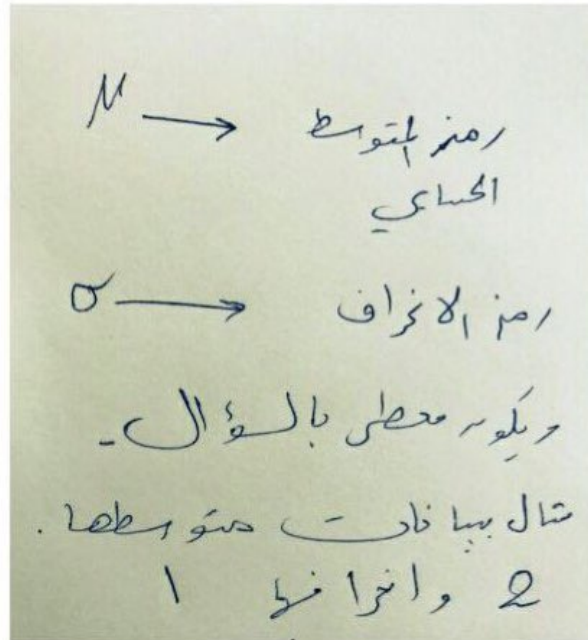 μ → رمز المتوسط
الحسابي
σ → رمز الانحراف
ويكون معطى بالسؤال -
مثال بيانات متوسطها .
2 وانحرافها 1